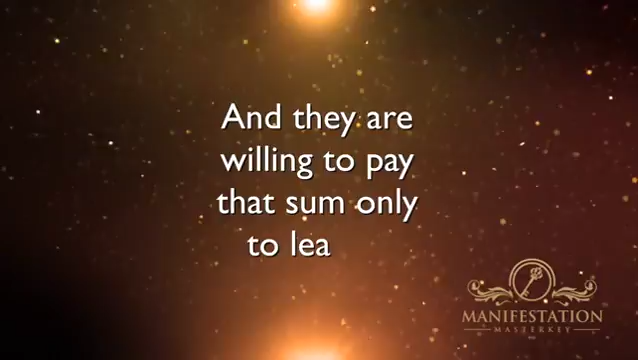 And they are
willing to pay
that sum only
to lea
MANIFESTATION
MASTERKEY